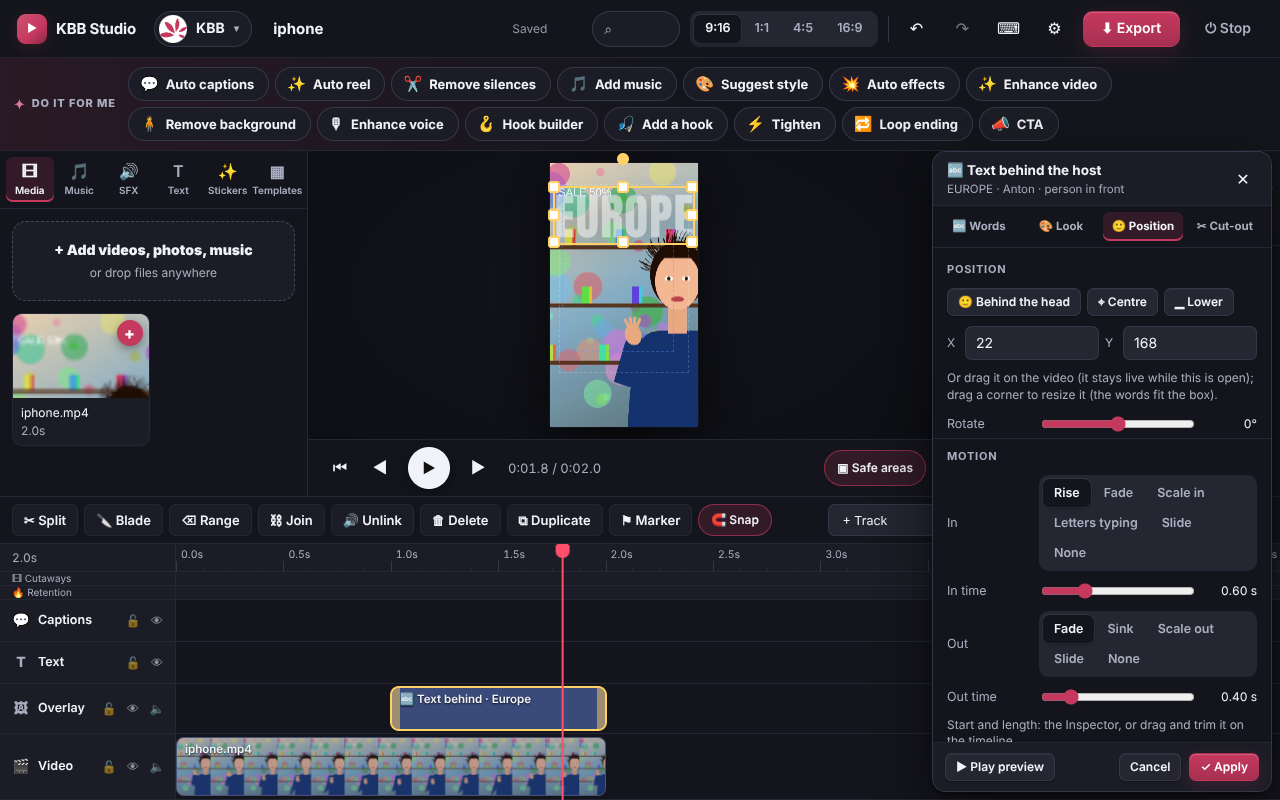 KBB Studio
KBB
iphone
Saved
9:16
1:1
4:5
16:9
Export
Stop
DO IT FOR ME
Auto captions
Auto reel
Remove silences
Add music
Suggest style
Auto effects
Enhance video
Remove background
Enhance voice
Hook builder
Add a hook
Tighten
Loop ending
CTA
Media
Music
SFX
Text
Stickers
Templates
+ Add videos, photos, music
or drop files anywhere
iphone.mp4
2.0s
SALE 50%
EUROPE
0:01.8 / 0:02.0
Safe areas
Text behind the host
EUROPE · Anton · person in front
Words
Look
Position
Cut-out
POSITION
Behind the head
Centre
Lower
X
22
Y
168
Or drag it on the video (it stays live while this is open);
drag a corner to resize it (the words fit the box).
Rotate
0°
MOTION
In
Rise
Fade
Scale in
Letters typing
Slide
None
In time
0.60 s
Out
Fade
Sink
Scale out
Slide
None
Out time
0.40 s
Start and length: the Inspector, or drag and trim it on
the timeline
Play preview
Cancel
Apply
Split
Blade
Range
Join
Unlink
Delete
Duplicate
Marker
Snap
+ Track
2.0s
0.0s
0.5s
1.0s
1.5s
2.0s
2.5s
3.0s
Cutaways
Retention
Captions
Text
Overlay
Text behind · Europe
Video
iphone.mp4